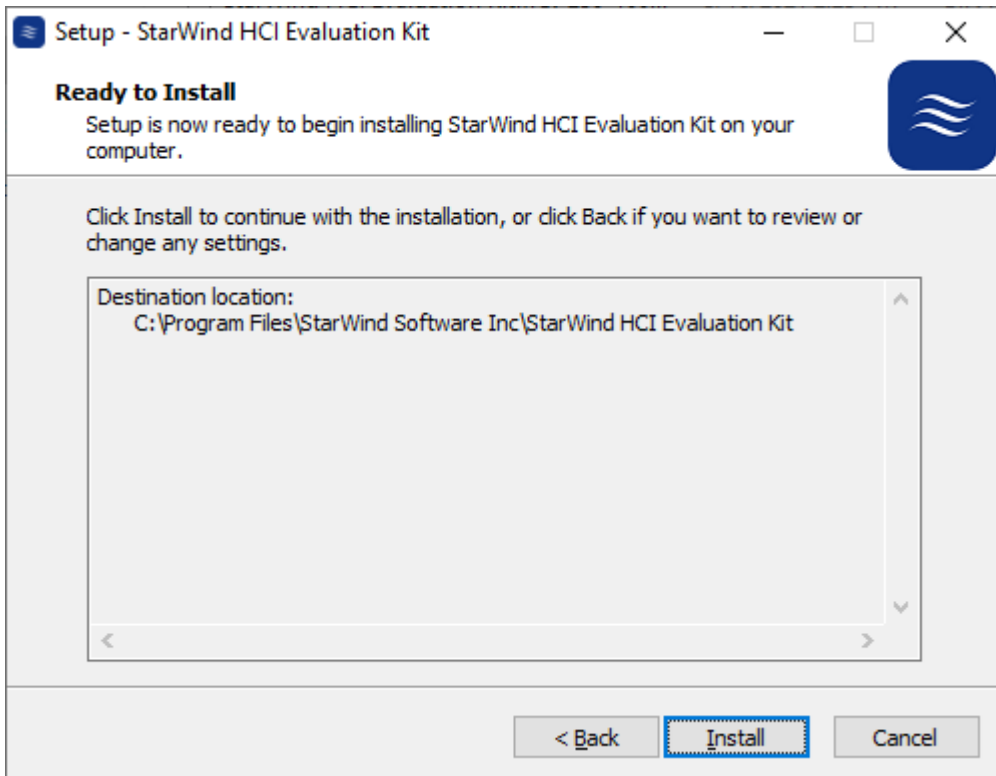 Setup - StarWind HCI Evaluation Kit
Ready to Install
Setup is now ready to begin installing StarWind HCI Evaluation Kit on your
computer.
Click Install to continue with the installation, or click Back if you want to review or
change any settings.
Destination location:
C:\Program Files\StarWind Software Inc\StarWind HCI Evaluation Kit
< Back
Install
Cancel